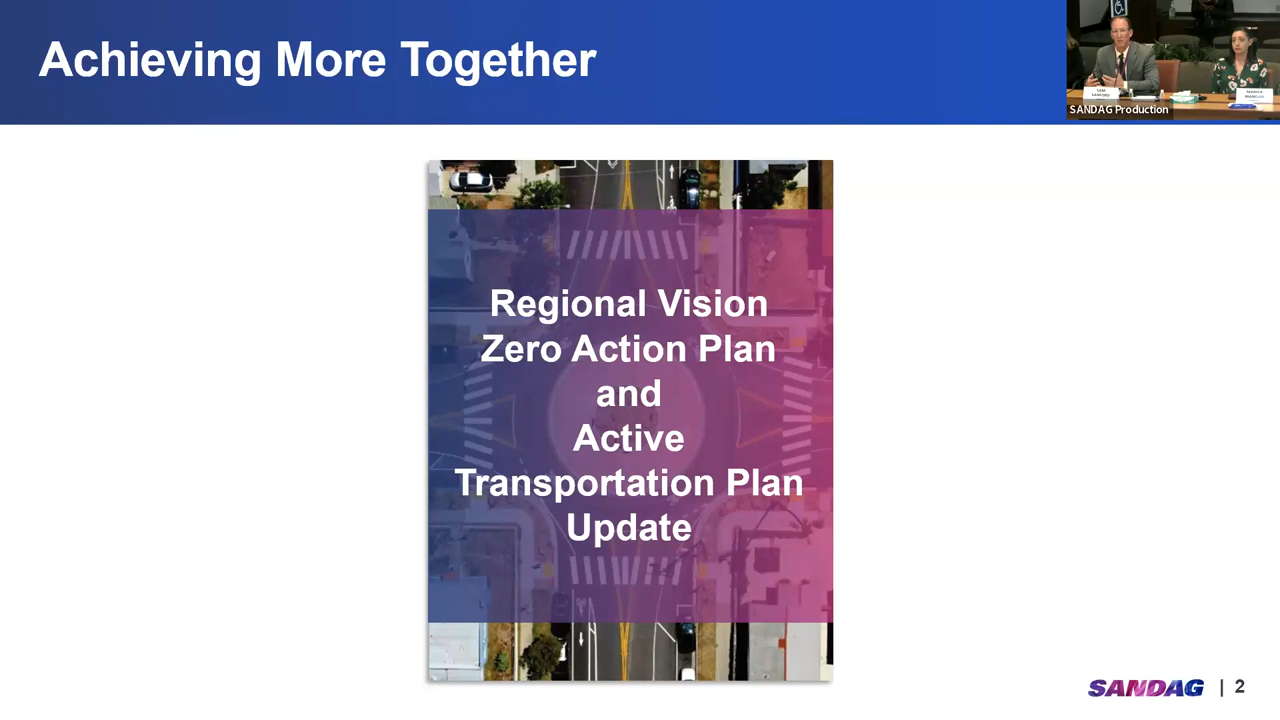 Achieving More Together
SANDAG Production
Regional Vision
Zero Action Plan
and
Active
Transportation Plan
Update
SANDAG | 2